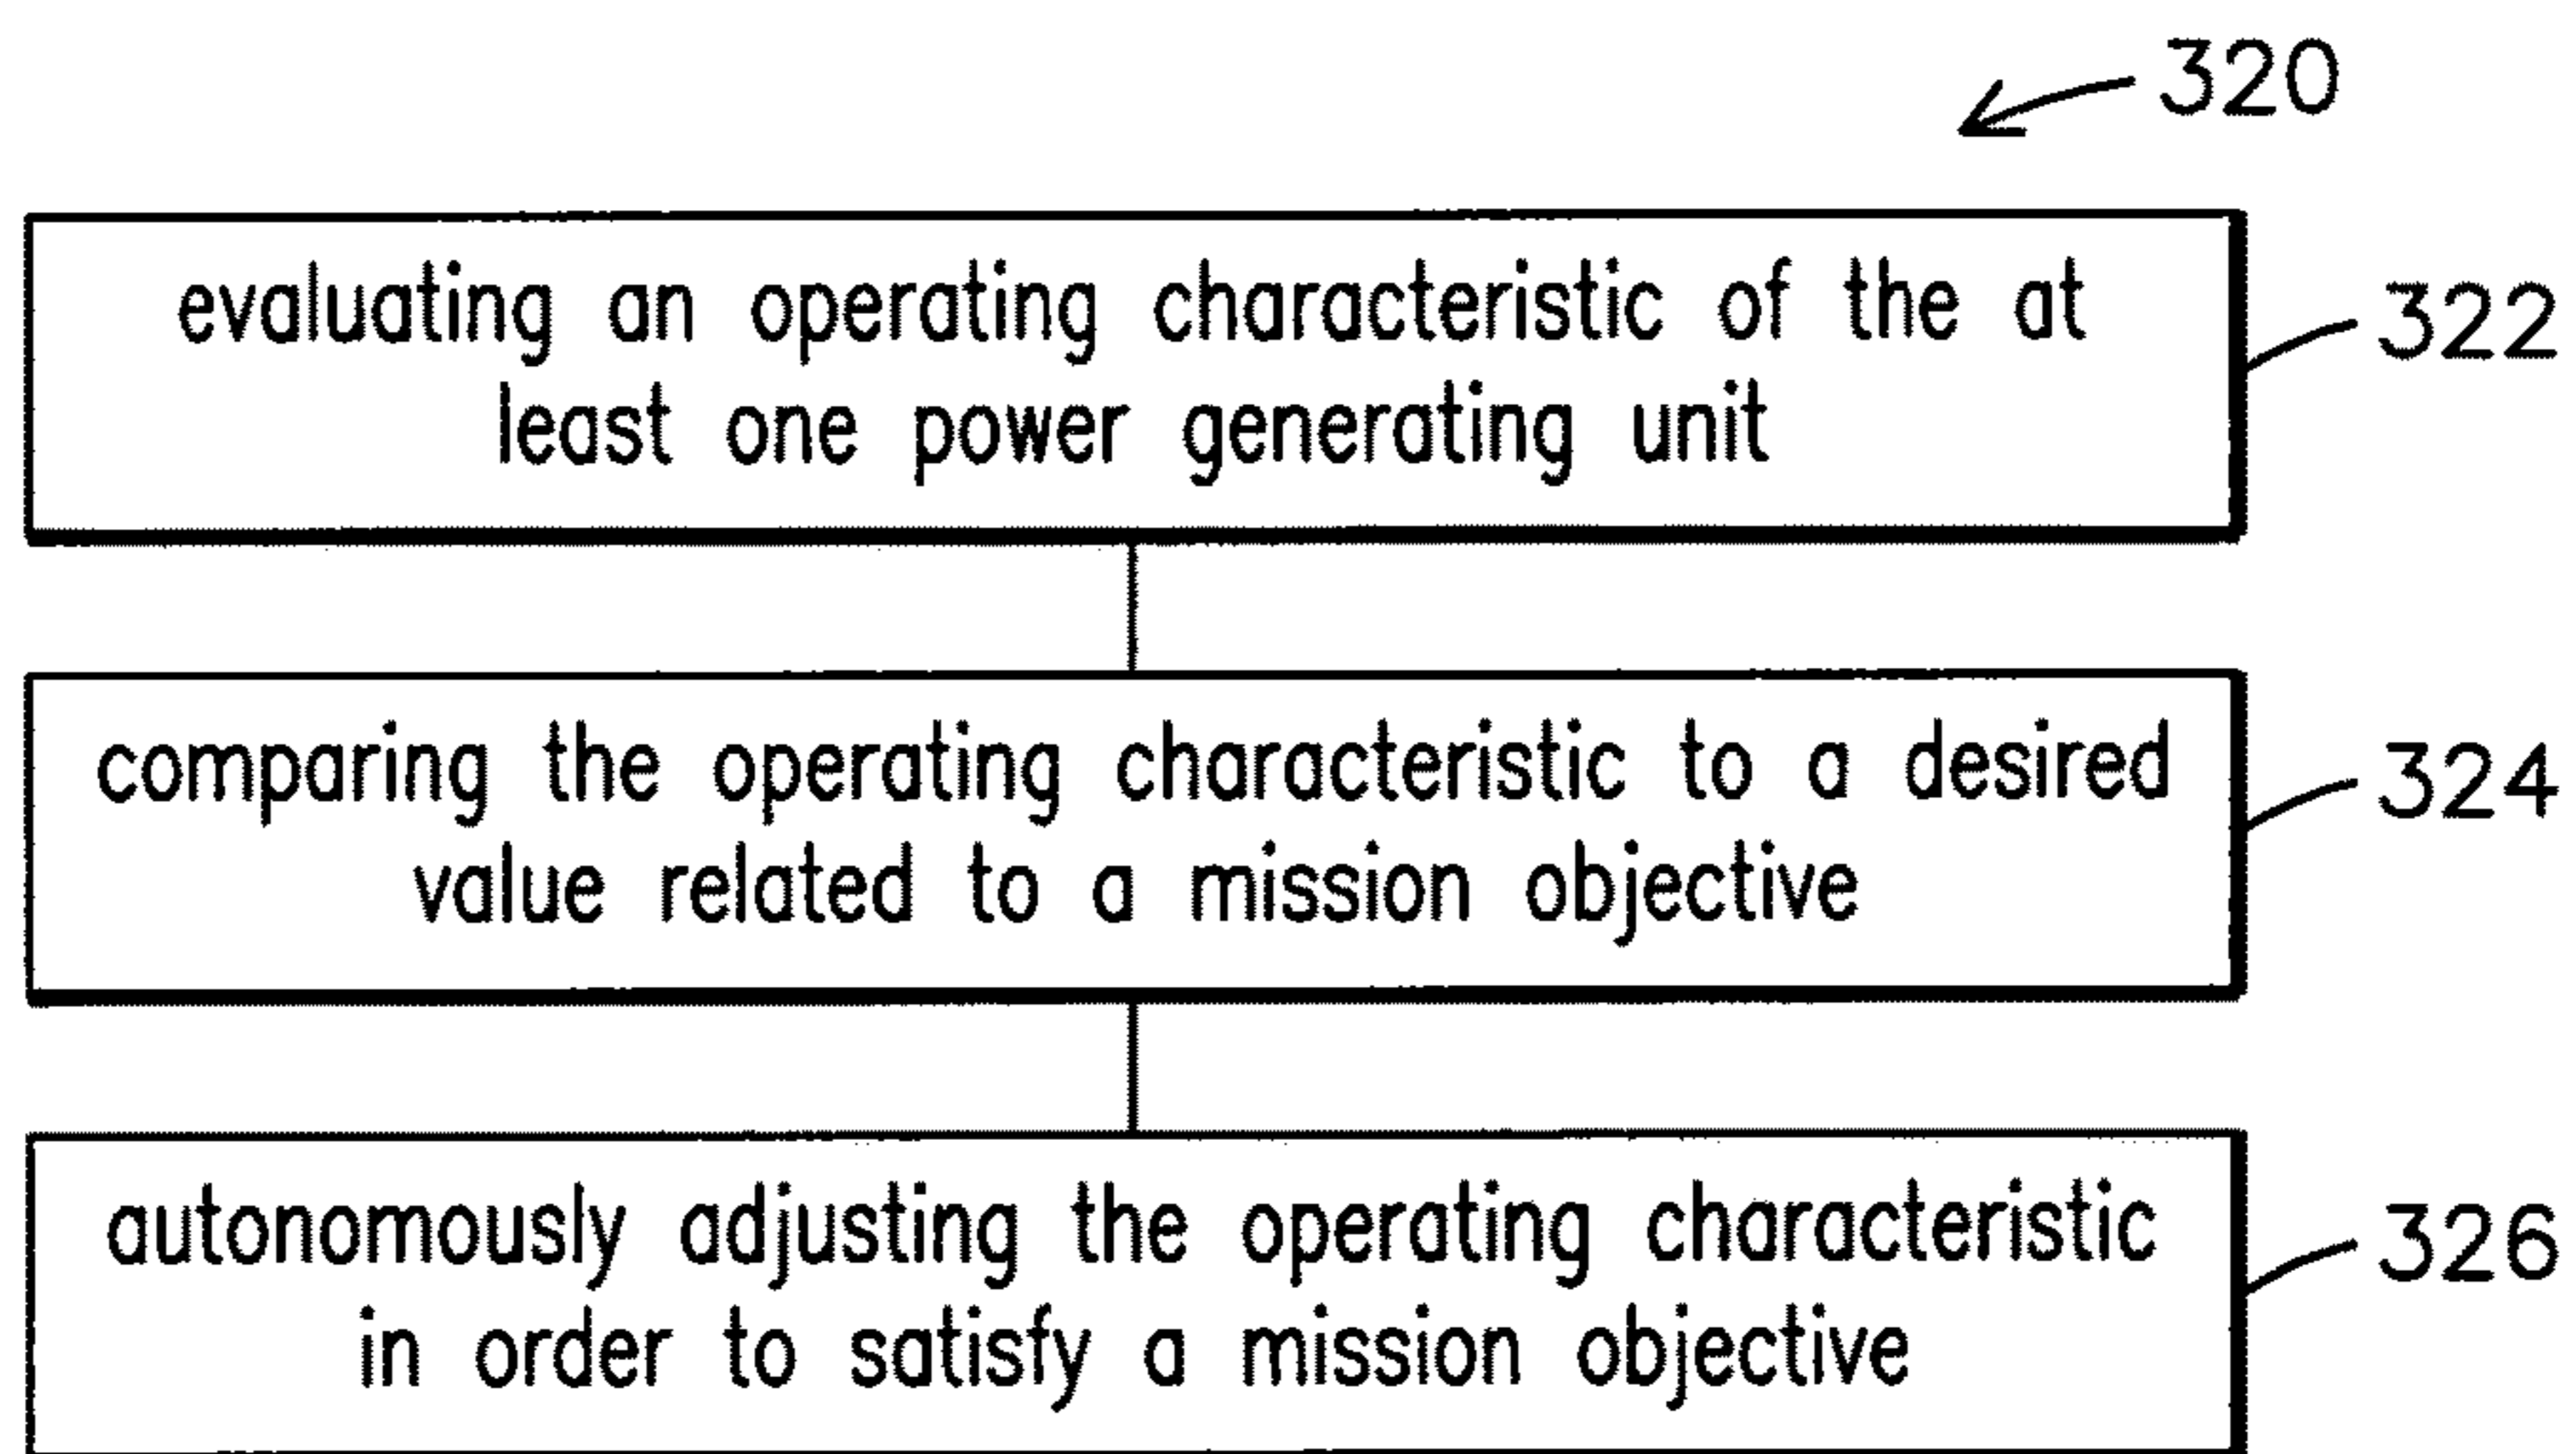 320
evaluating an operating characteristic of the at
least one power generating unit
322
comparing the operating characteristic to a desired
value related to a mission objective
324
autonomously adjusting the operating characteristic
in order to satisfy a mission objective
326